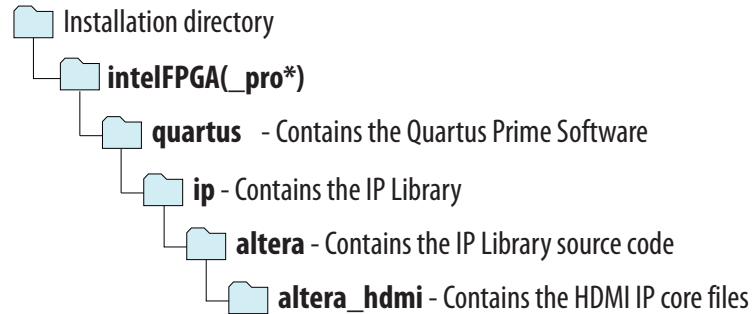 Installation directory
intelFPGA(_pro*)
quartus - Contains the Quartus Prime Software
ip - Contains the IP Library
altera - Contains the IP Library source code
altera_hdmi - Contains the HDMI IP core files